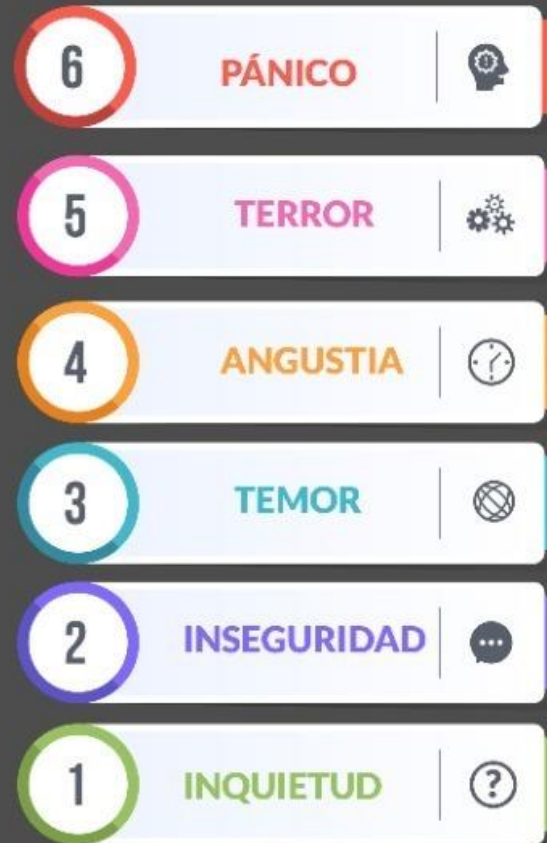 6 PÁNICO
5 TERROR
4 ANGUSTIA
3 TEMOR
2 INSEGURIDAD
1 INQUIETUD
?